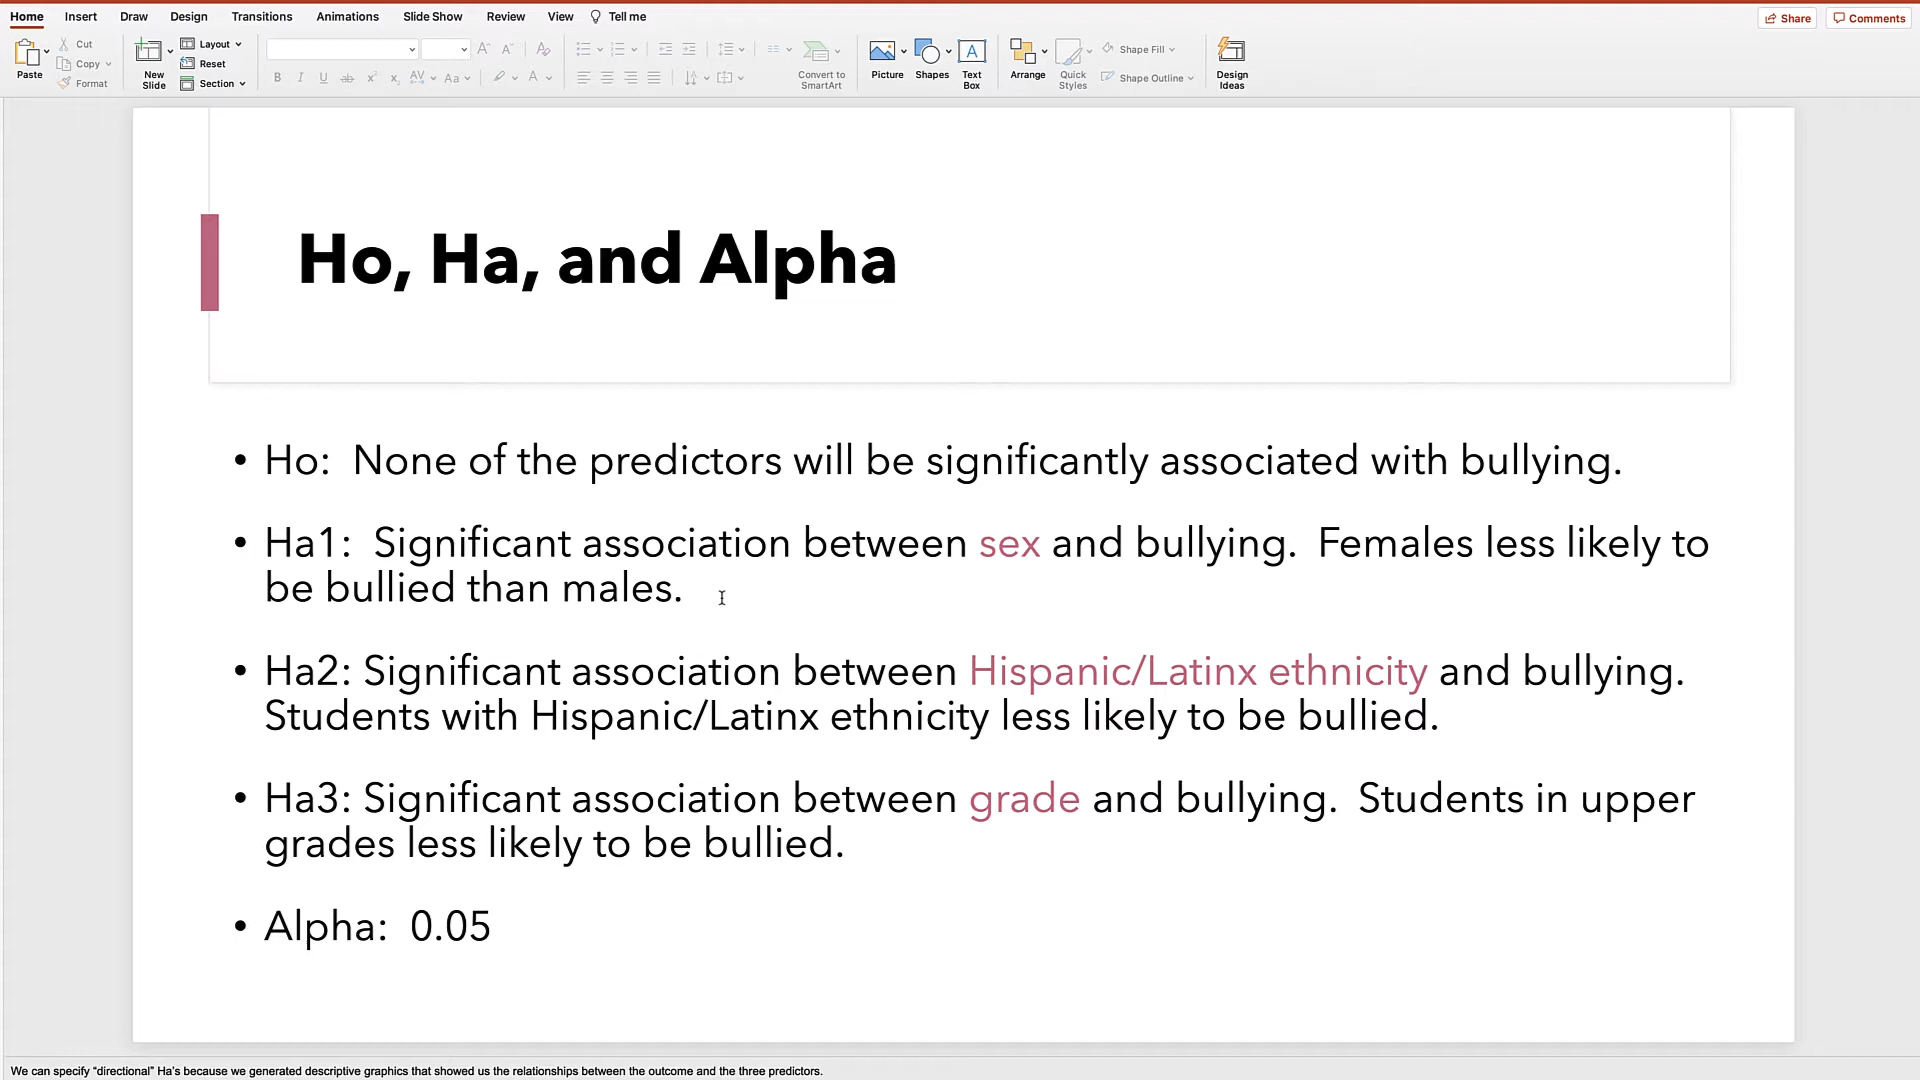 Home Insert Draw Design Transitions Animations Slide Show Review View Tell me Share Comments
Paste Cut Copy Format New Slide Layout Reset Section Convert to SmartArt Picture Shapes Text Box Arrange Quick Styles Shape Fill Shape Outline Design Ideas
Ho, Ha, and Alpha
• Ho:  None of the predictors will be significantly associated with bullying.
• Ha1:  Significant association between sex and bullying.  Females less likely to
be bullied than males.
• Ha2: Significant association between Hispanic/Latinx ethnicity and bullying.
Students with Hispanic/Latinx ethnicity less likely to be bullied.
• Ha3: Significant association between grade and bullying.  Students in upper
grades less likely to be bullied.
• Alpha:  0.05
We can specify “directional” Ha's because we generated descriptive graphics that showed us the relationships between the outcome and the three predictors.